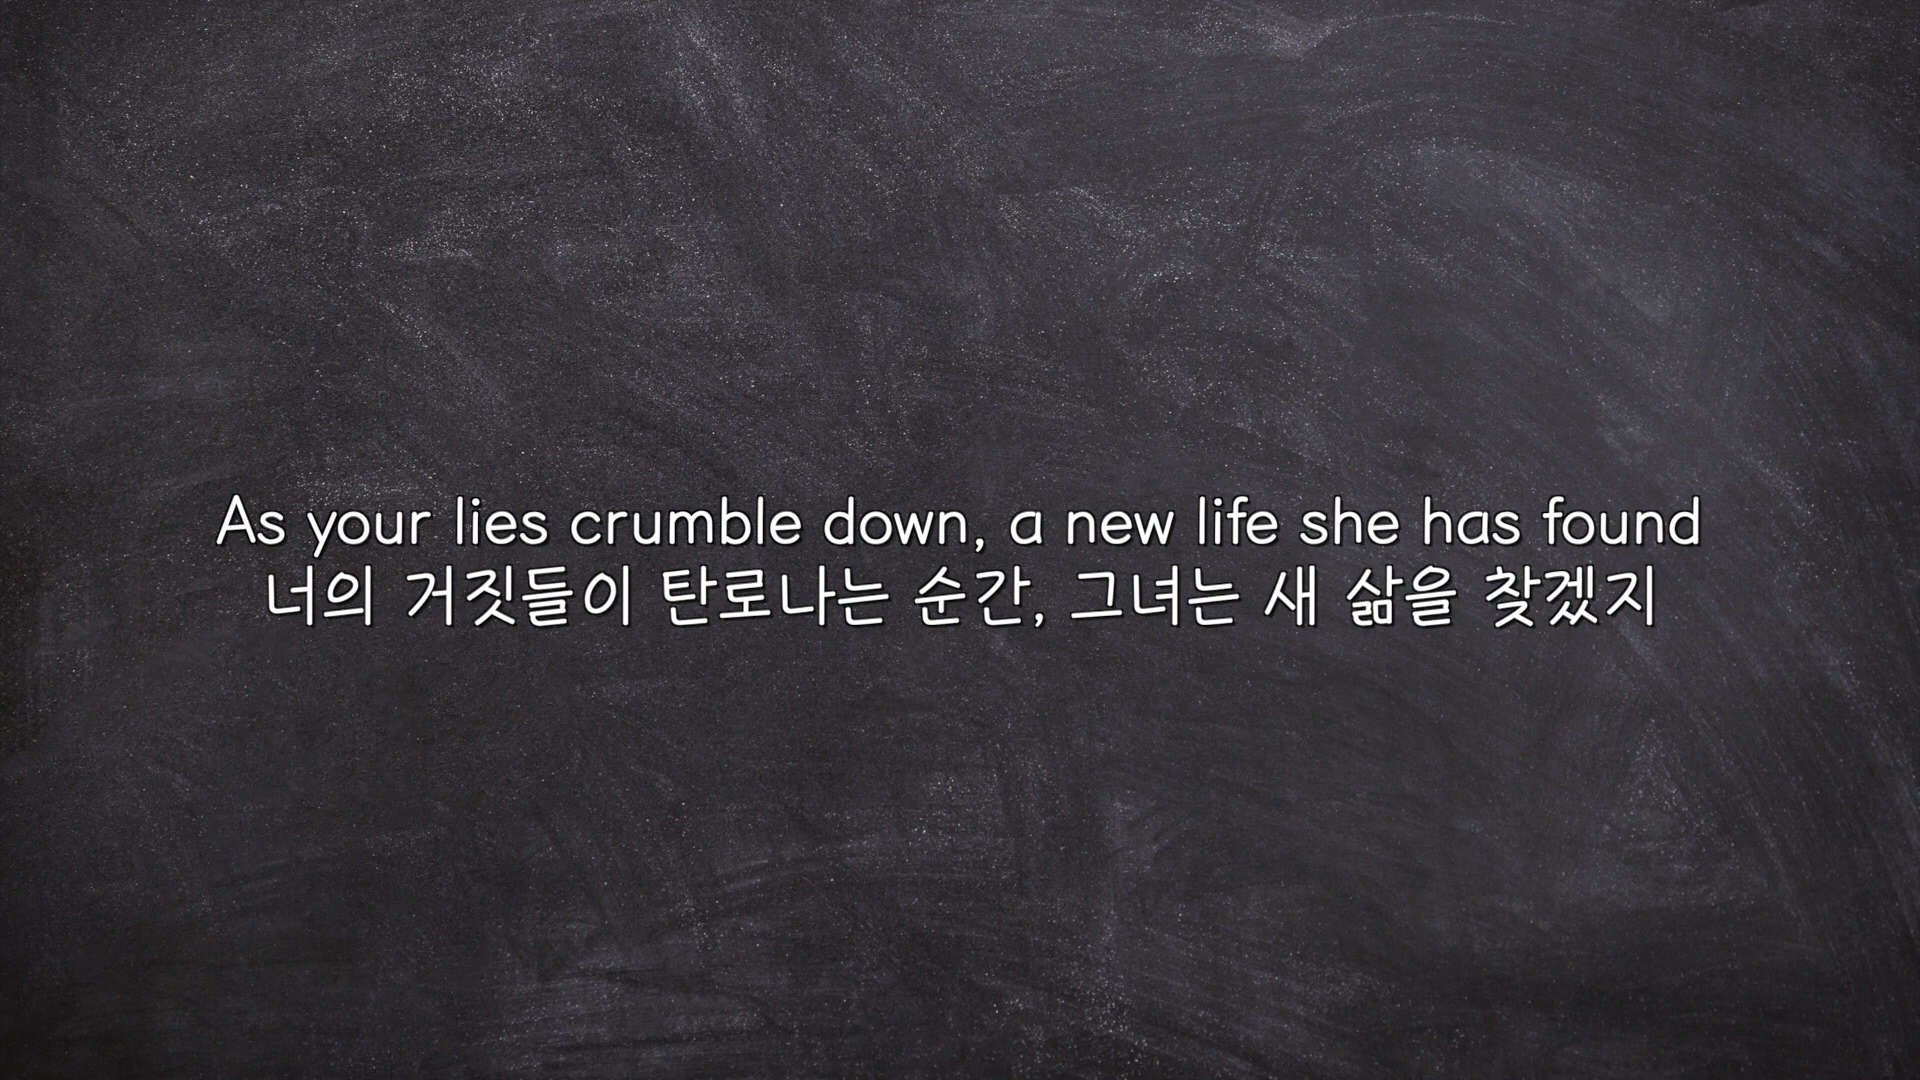 As your lies crumble down, a new life she has found
너의 거짓들이 탄로나는 순간, 그녀는 새 삶을 찾겠지